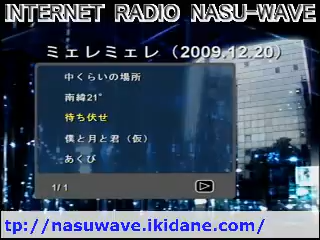 INTERNET RADIO NASU-WAVE
ミェレミェレ（2009.12.20）
中くらいの場所
南緯21°
待ち伏せ
僕と月と君（仮）
あくび
1/1
tp://nasuwave.ikidane.com/